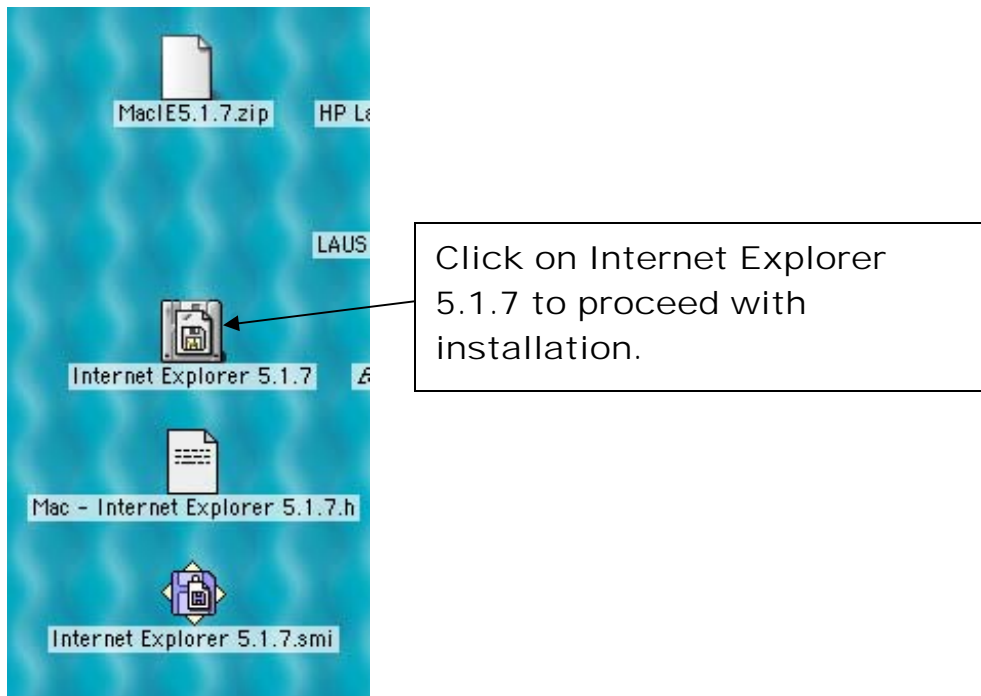 MacIE5.1.7.zip
HP La
LAUS
Click on Internet Explorer
5.1.7 to proceed with
installation.
Internet Explorer 5.1.7
Mac - Internet Explorer 5.1.7.h
Internet Explorer 5.1.7.smi